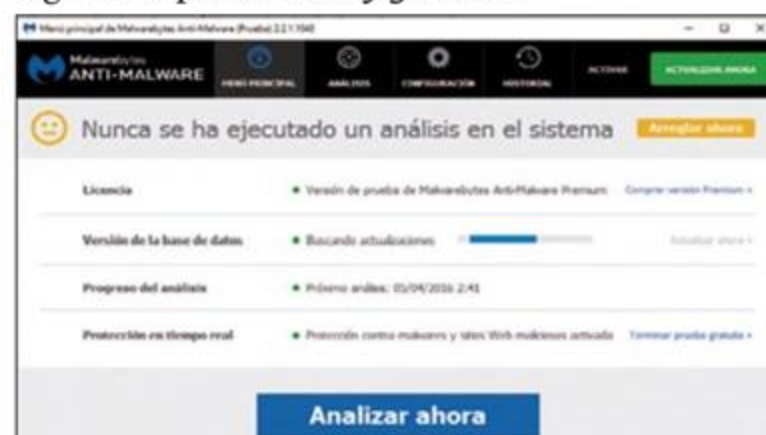 Menú principal de Malwarebytes Anti-Malware (Prueba) 2.2.1.1043
Malwarebytes
ANTI-MALWARE
MENÚ PRINCIPAL
ANÁLISIS
CONFIGURACIÓN
HISTORIAL
ACTIVAR
ACTUALIZAR AHORA
Nunca se ha ejecutado un análisis en el sistema
Arreglar ahora
Licencia
Versión de prueba de Malwarebytes Anti-Malware Premium
Comprar versión Premium »
Versión de la base de datos
Buscando actualizaciones
Actualizar ahora »
Progreso del análisis
Próximo análisis: 05/04/2016 2:41
Protección en tiempo real
Protección contra malwares y sitios Web maliciosos activada
Terminar prueba gratuita »
Analizar ahora